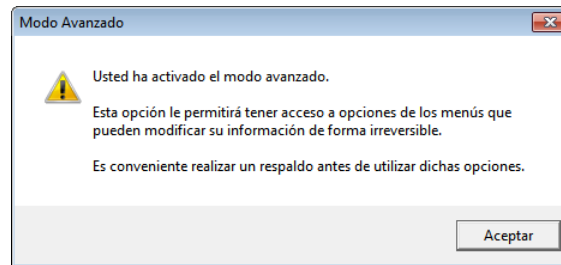 Modo Avanzado
Usted ha activado el modo avanzado.
Esta opción le permitirá tener acceso a opciones de los menús que
pueden modificar su información de forma irreversible.
Es conveniente realizar un respaldo antes de utilizar dichas opciones.
Aceptar